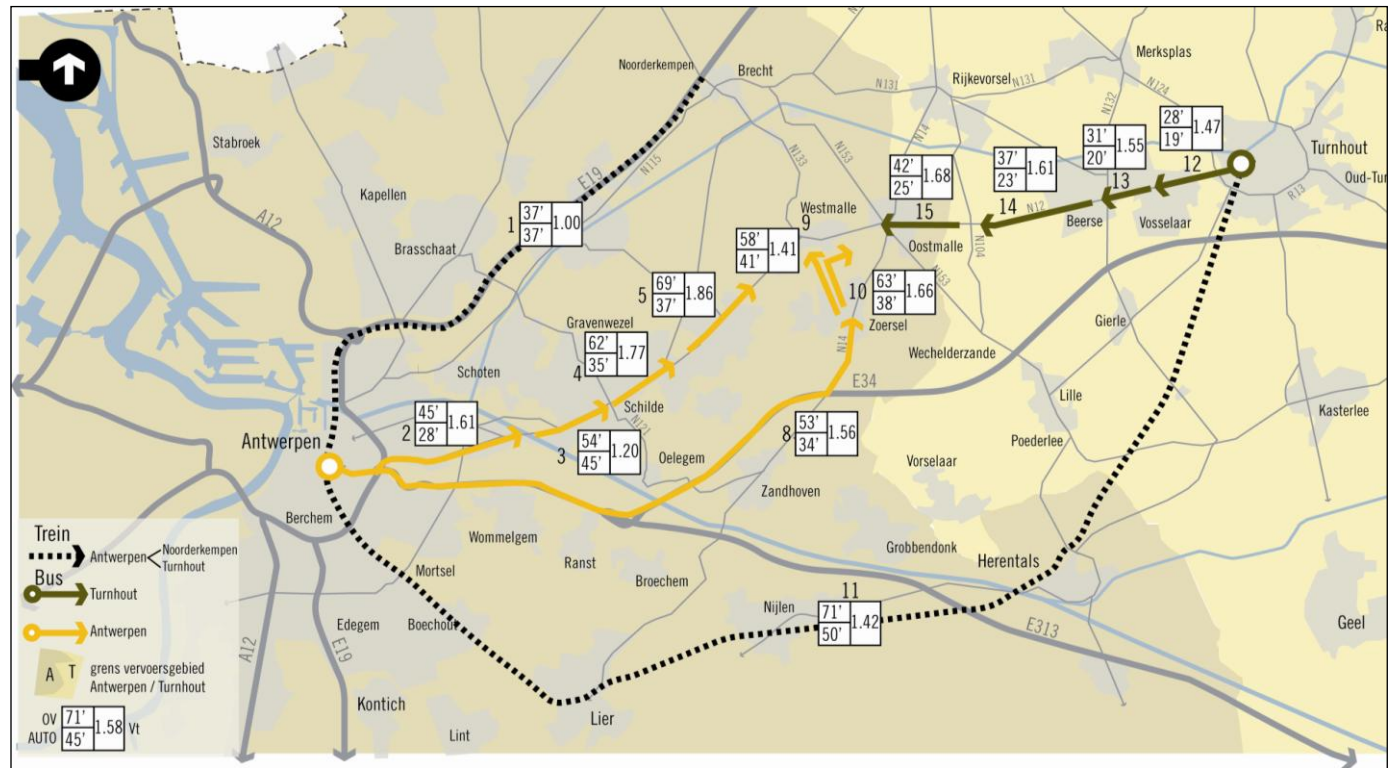 Noorderkempen
Brecht
N131
Rijkevorsel
N131
Merksplas
N124
N132
Stabroek
Kapellen
N115
E19
N133
N153
N14
A12
Brasschaat
Westmalle
28'
19'
1.47
31'
20'
1.55
37'
23'
1.61
42'
25'
1.68
12
13
14
15
Turnhout
Oud-Tur
R13
N12
Beerse
Vosselaar
Oostmalle
N104
N153
1
37'
37'
1.00
9
58'
41'
1.41
5
69'
37'
1.86
10
63'
38'
1.66
Zoersel
Gravenwezel
62'
35'
1.77
4
Schoten
Schilde
N121
N14
Wechelderzande
Gierle
E34
Lille
Kasterlee
Poederlee
Antwerpen
2
45'
28'
1.61
3
54'
45'
1.20
Oelegem
8
53'
34'
1.56
Zandhoven
Vorselaar
Berchem
Wommelgem
Ranst
Broechem
Grobbendonk
Herentals
Mortsel
Edegem
Boechout
Nijlen
11
71'
50'
1.42
E313
Geel
A12
E19
Kontich
Lint
Lier
Trein
Antwerpen
Noorderkempen
Turnhout
Bus
Turnhout
Antwerpen
A T
grens vervoersgebied
Antwerpen / Turnhout
OV
AUTO
71'
45'
1.58
Vt